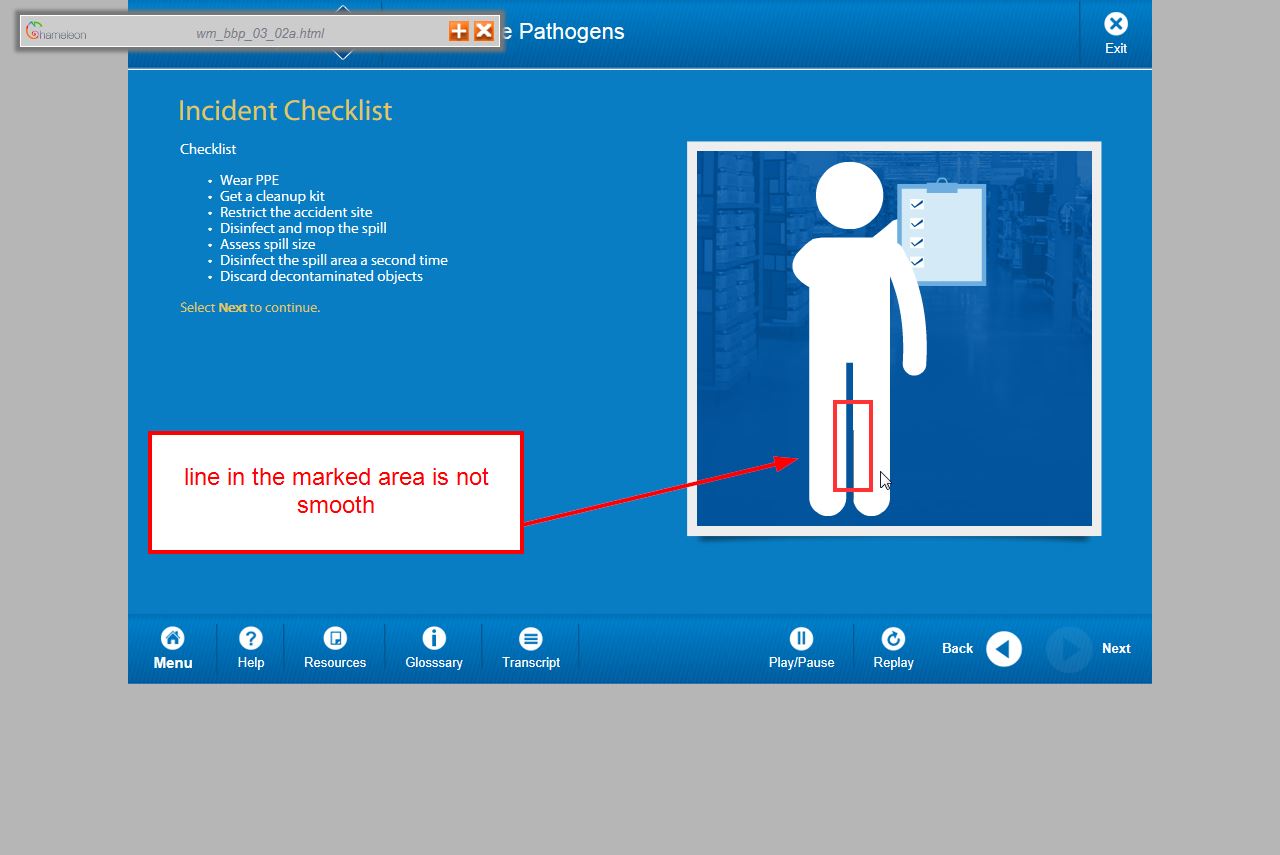 hameleon
wm_bbp_03_02a.html
e Pathogens
Exit
Incident Checklist
Checklist
• Wear PPE
• Get a cleanup kit
• Restrict the accident site
• Disinfect and mop the spill
• Assess spill size
• Disinfect the spill area a second time
• Discard decontaminated objects
Select Next to continue.
line in the marked area is not
smooth
Menu
Help
Resources
Glosssary
Transcript
Play/Pause
Replay
Back
Next